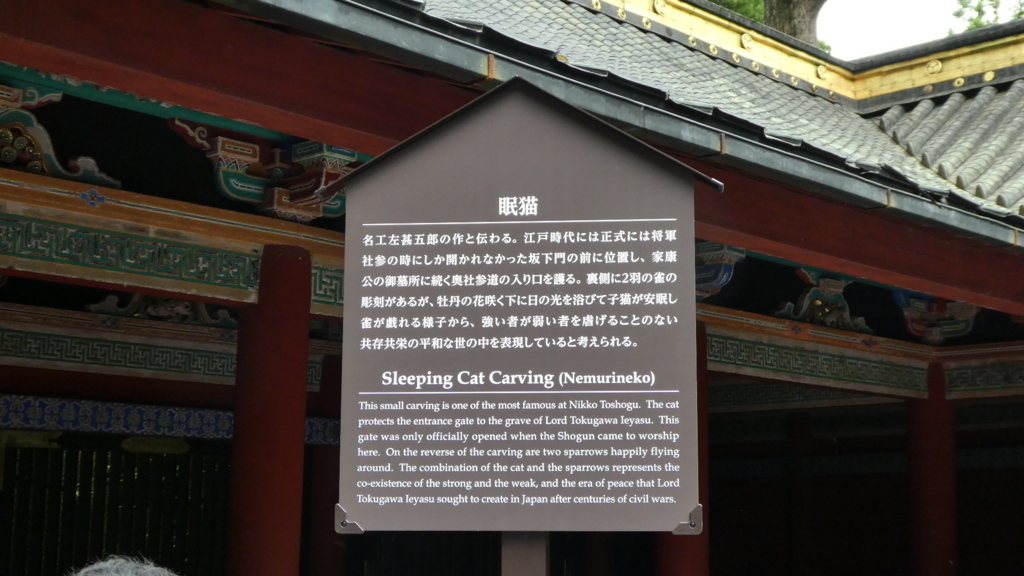 眠猫
名工左甚五郎の作と伝わる。江戸時代には正式には将軍
社参の時にしか開かれなかった坂下門の前に位置し、家康
公の御墓所に続く奥社参道の入り口を護る。裏側に2羽の雀の
彫刻があるが、牡丹の花咲く下に日の光を浴びて子猫が安眠し
雀が戯れる様子から、強い者が弱い者を虐げることのない
共存共栄の平和な世の中を表現していると考えられる。
Sleeping Cat Carving (Nemurineko)
This small carving is one of the most famous at Nikko Toshogu. The cat
protects the entrance gate to the grave of Lord Tokugawa Ieyasu. This
gate was only officially opened when the Shogun came to worship
here. On the reverse of the carving are two sparrows happily flying
around. The combination of the cat and the sparrows represents the
co-existence of the strong and the weak, and the era of peace that Lord
Tokugawa Ieyasu sought to create in Japan after centuries of civil wars.